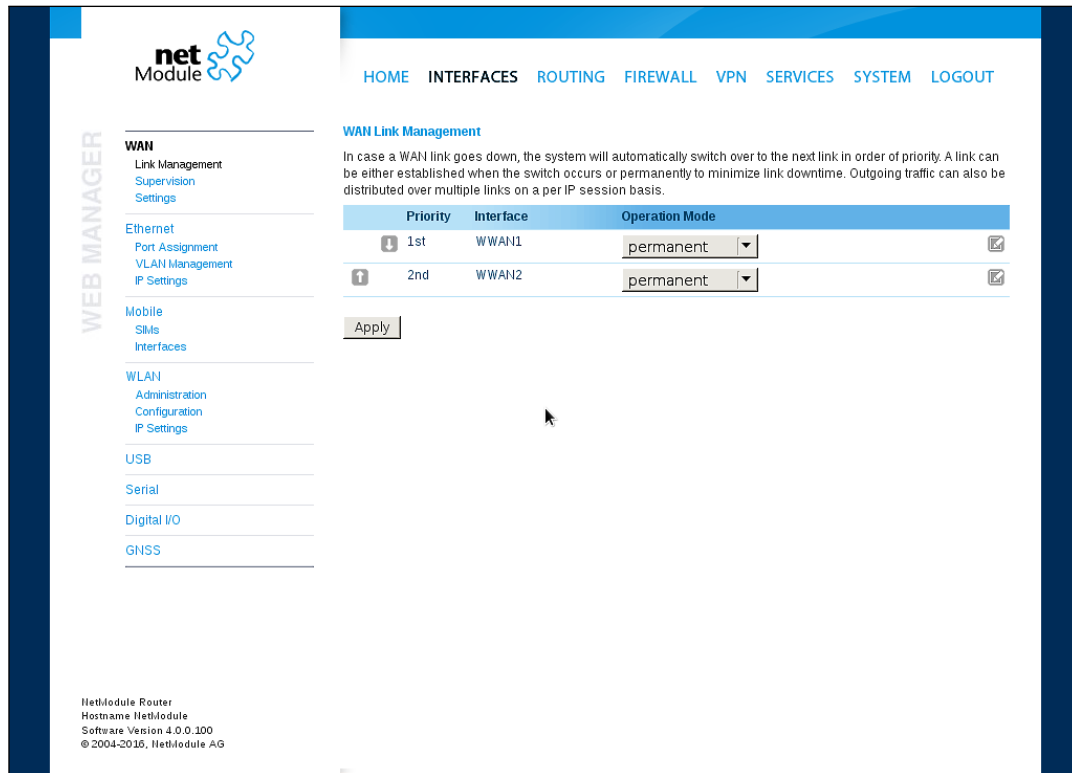 net
Module
HOME INTERFACES ROUTING FIREWALL VPN SERVICES SYSTEM LOGOUT
WEB MANAGER
WAN
Link Management
Supervision
Settings
Ethernet
Port Assignment
VLAN Management
IP Settings
Mobile
SIMs
Interfaces
WLAN
Administration
Configuration
IP Settings
USB
Serial
Digital I/O
GNSS
WAN Link Management
In case a WAN link goes down, the system will automatically switch over to the next link in order of priority. A link can
be either established when the switch occurs or permanently to minimize link downtime. Outgoing traffic can also be
distributed over multiple links on a per IP session basis.
Priority Interface Operation Mode
1st WWAN1 permanent
2nd WWAN2 permanent
Apply
NetModule Router
Hostname NetModule
Software Version 4.0.0.100
© 2004-2016, NetModule AG